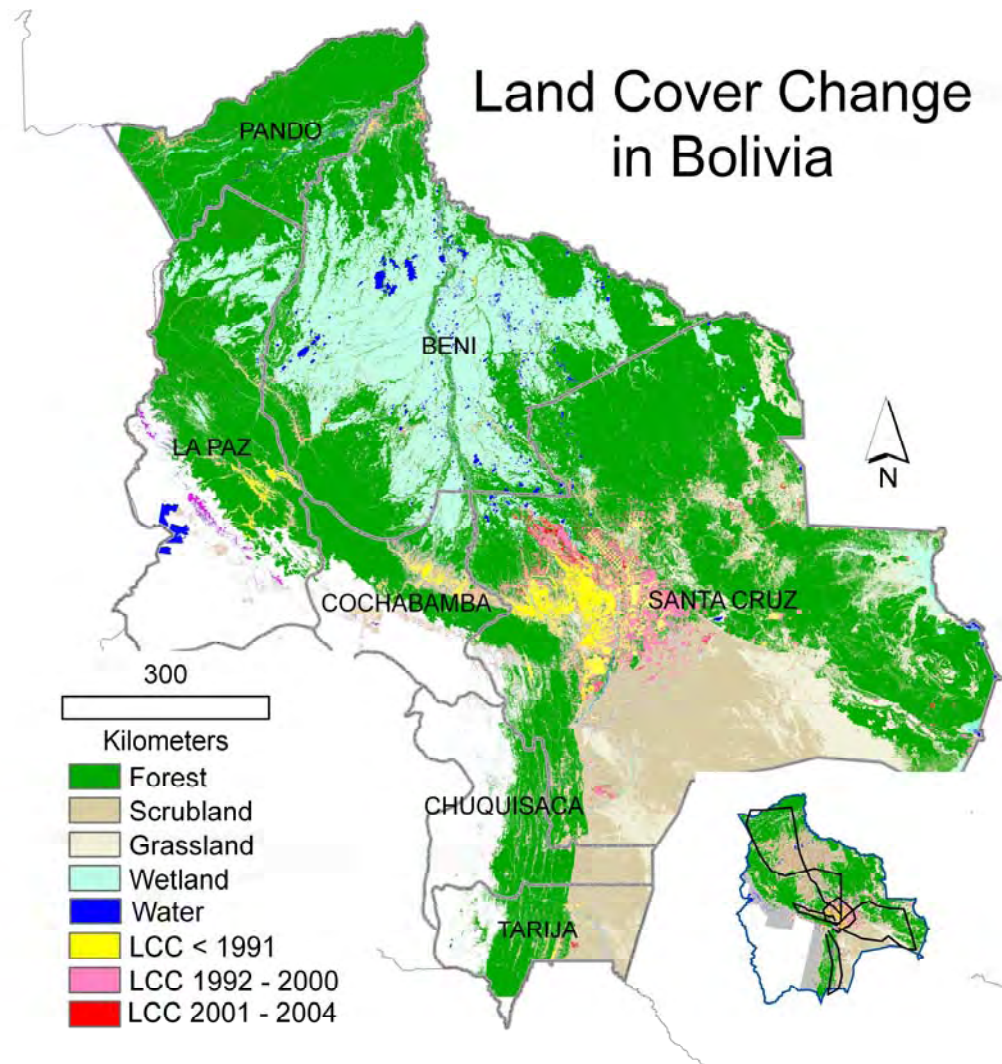 Land Cover Change
in Bolivia
PANDO
BENI
LA PAZ
N
COCHABAMBA
SANTA CRUZ
CHUQUISACA
TARIJA
300
Kilometers
Forest
Scrubland
Grassland
Wetland
Water
LCC < 1991
LCC 1992 - 2000
LCC 2001 - 2004